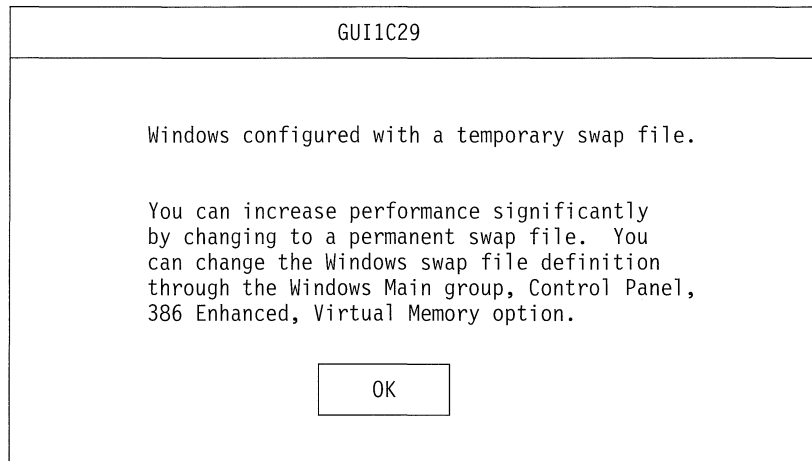 GUI1C29
Windows configured with a temporary swap file.
You can increase performance significantly
by changing to a permanent swap file.  You
can change the Windows swap file definition
through the Windows Main group, Control Panel,
386 Enhanced, Virtual Memory option.
OK